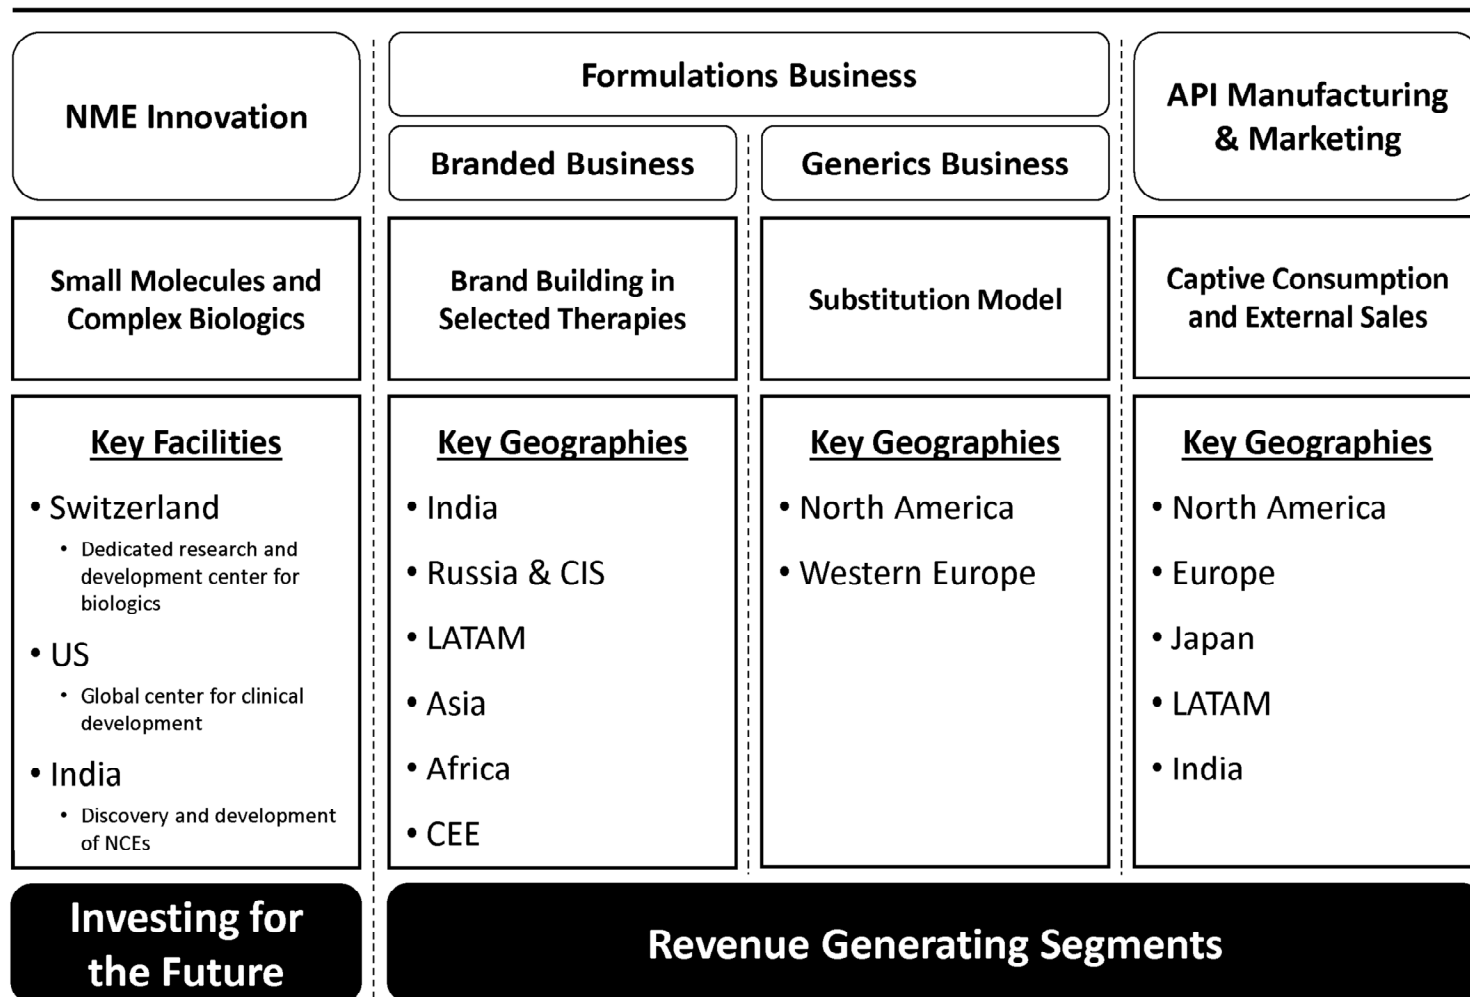 NME Innovation
Formulations Business
Branded Business
Generics Business
API Manufacturing
& Marketing
Small Molecules and
Complex Biologics
Brand Building in
Selected Therapies
Substitution Model
Captive Consumption
and External Sales
Key Facilities
• Switzerland
• Dedicated research and
development center for
biologics
• US
• Global center for clinical
development
• India
• Discovery and development
of NCEs
Key Geographies
• India
• Russia & CIS
• LATAM
• Asia
• Africa
• CEE
Key Geographies
• North America
• Western Europe
Key Geographies
• North America
• Europe
• Japan
• LATAM
• India
Investing for
the Future
Revenue Generating Segments